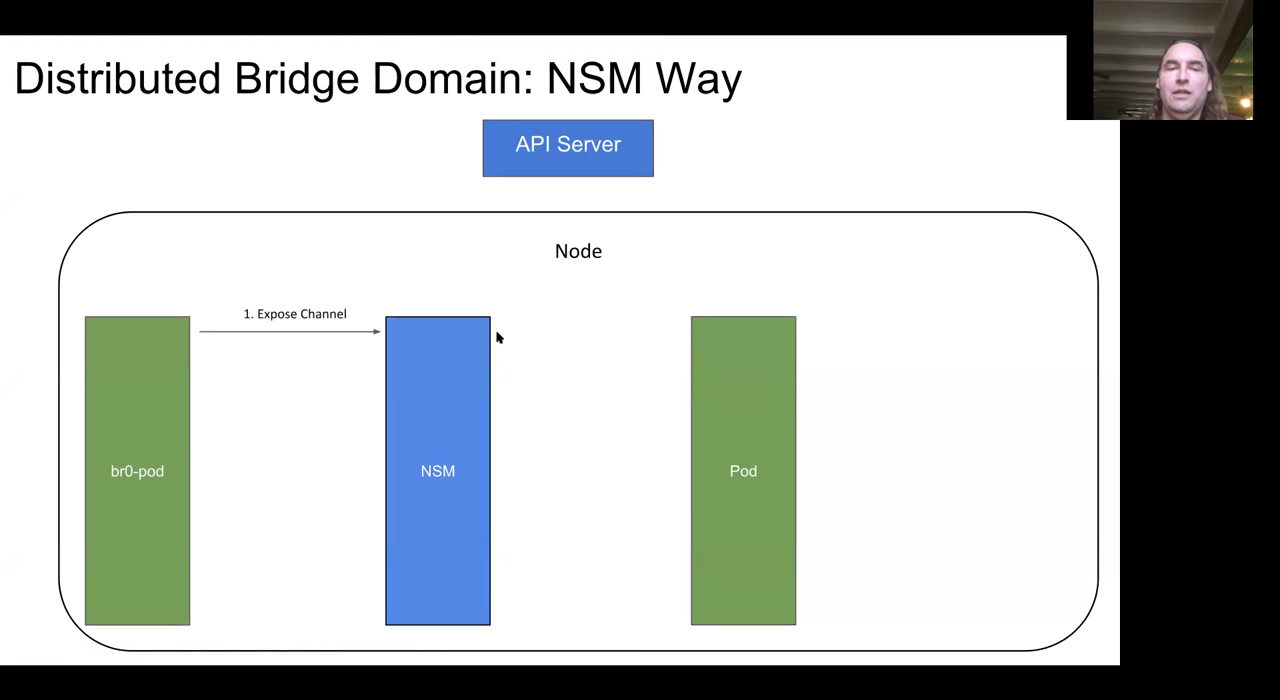 Distributed Bridge Domain: NSM Way
API Server
Node
1. Expose Channel
br0-pod
NSM
Pod